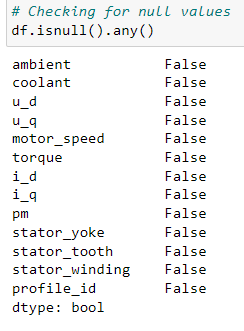 # Checking for null values
df.isnull().any()
ambient False
coolant False
u_d False
u_q False
motor_speed False
torque False
i_d False
i_q False
pm False
stator_yoke False
stator_tooth False
stator_winding False
profile_id False
dtype: bool